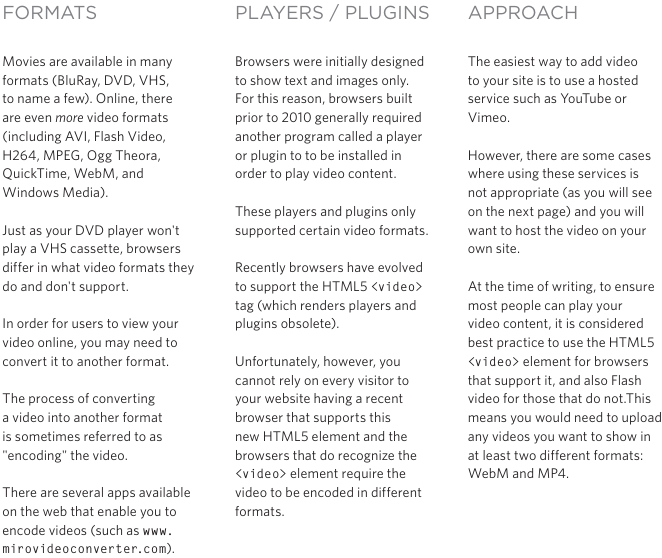 FORMATS
Movies are available in many
formats (BluRay, DVD, VHS,
to name a few). Online, there
are even more video formats
(including AVI, Flash Video,
H264, MPEG, Ogg Theora,
QuickTime, WebM, and
Windows Media).
Just as your DVD player won't
play a VHS cassette, browsers
differ in what video formats they
do and don't support.
In order for users to view your
video online, you may need to
convert it to another format.
The process of converting
a video into another format
is sometimes referred to as
"encoding" the video.
There are several apps available
on the web that enable you to
encode videos (such as www.
mirovideoconverter.com).
PLAYERS / PLUGINS
Browsers were initially designed
to show text and images only.
For this reason, browsers built
prior to 2010 generally required
another program called a player
or plugin to to be installed in
order to play video content.
These players and plugins only
supported certain video formats.
Recently browsers have evolved
to support the HTML5 <video>
tag (which renders players and
plugins obsolete).
Unfortunately, however, you
cannot rely on every visitor to
your website having a recent
browser that supports this
new HTML5 element and the
browsers that do recognize the
<video> element require the
video to be encoded in different
formats.
APPROACH
The easiest way to add video
to your site is to use a hosted
service such as YouTube or
Vimeo.
However, there are some cases
where using these services is
not appropriate (as you will see
on the next page) and you will
want to host the video on your
own site.
At the time of writing, to ensure
most people can play your
video content, it is considered
best practice to use the HTML5
<video> element for browsers
that support it, and also Flash
video for those that do not.This
means you would need to upload
any videos you want to show in
at least two different formats:
WebM and MP4.